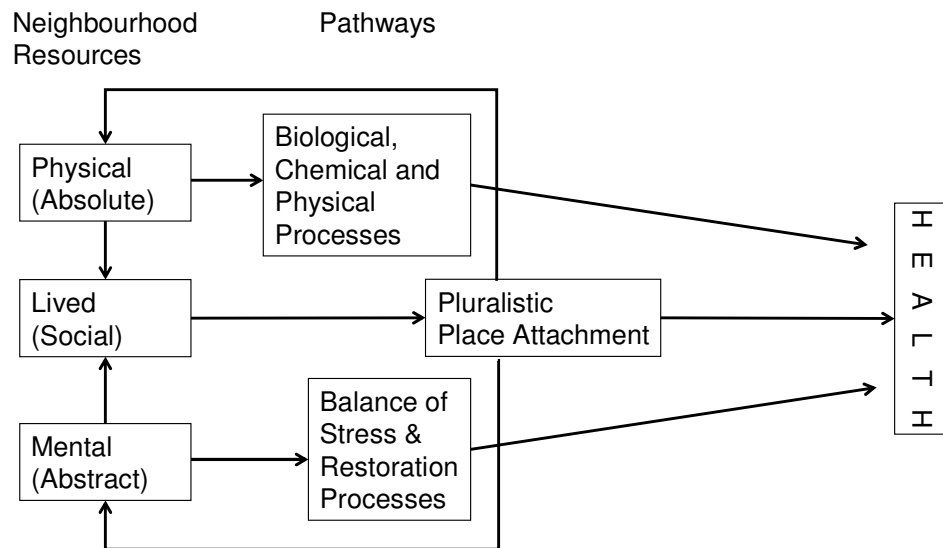 Neighbourhood
Resources
Pathways
Physical
(Absolute)
Biological,
Chemical and
Physical
Processes
Lived
(Social)
Pluralistic
Place Attachment
Mental
(Abstract)
Balance of
Stress &
Restoration
Processes
H E A L T H